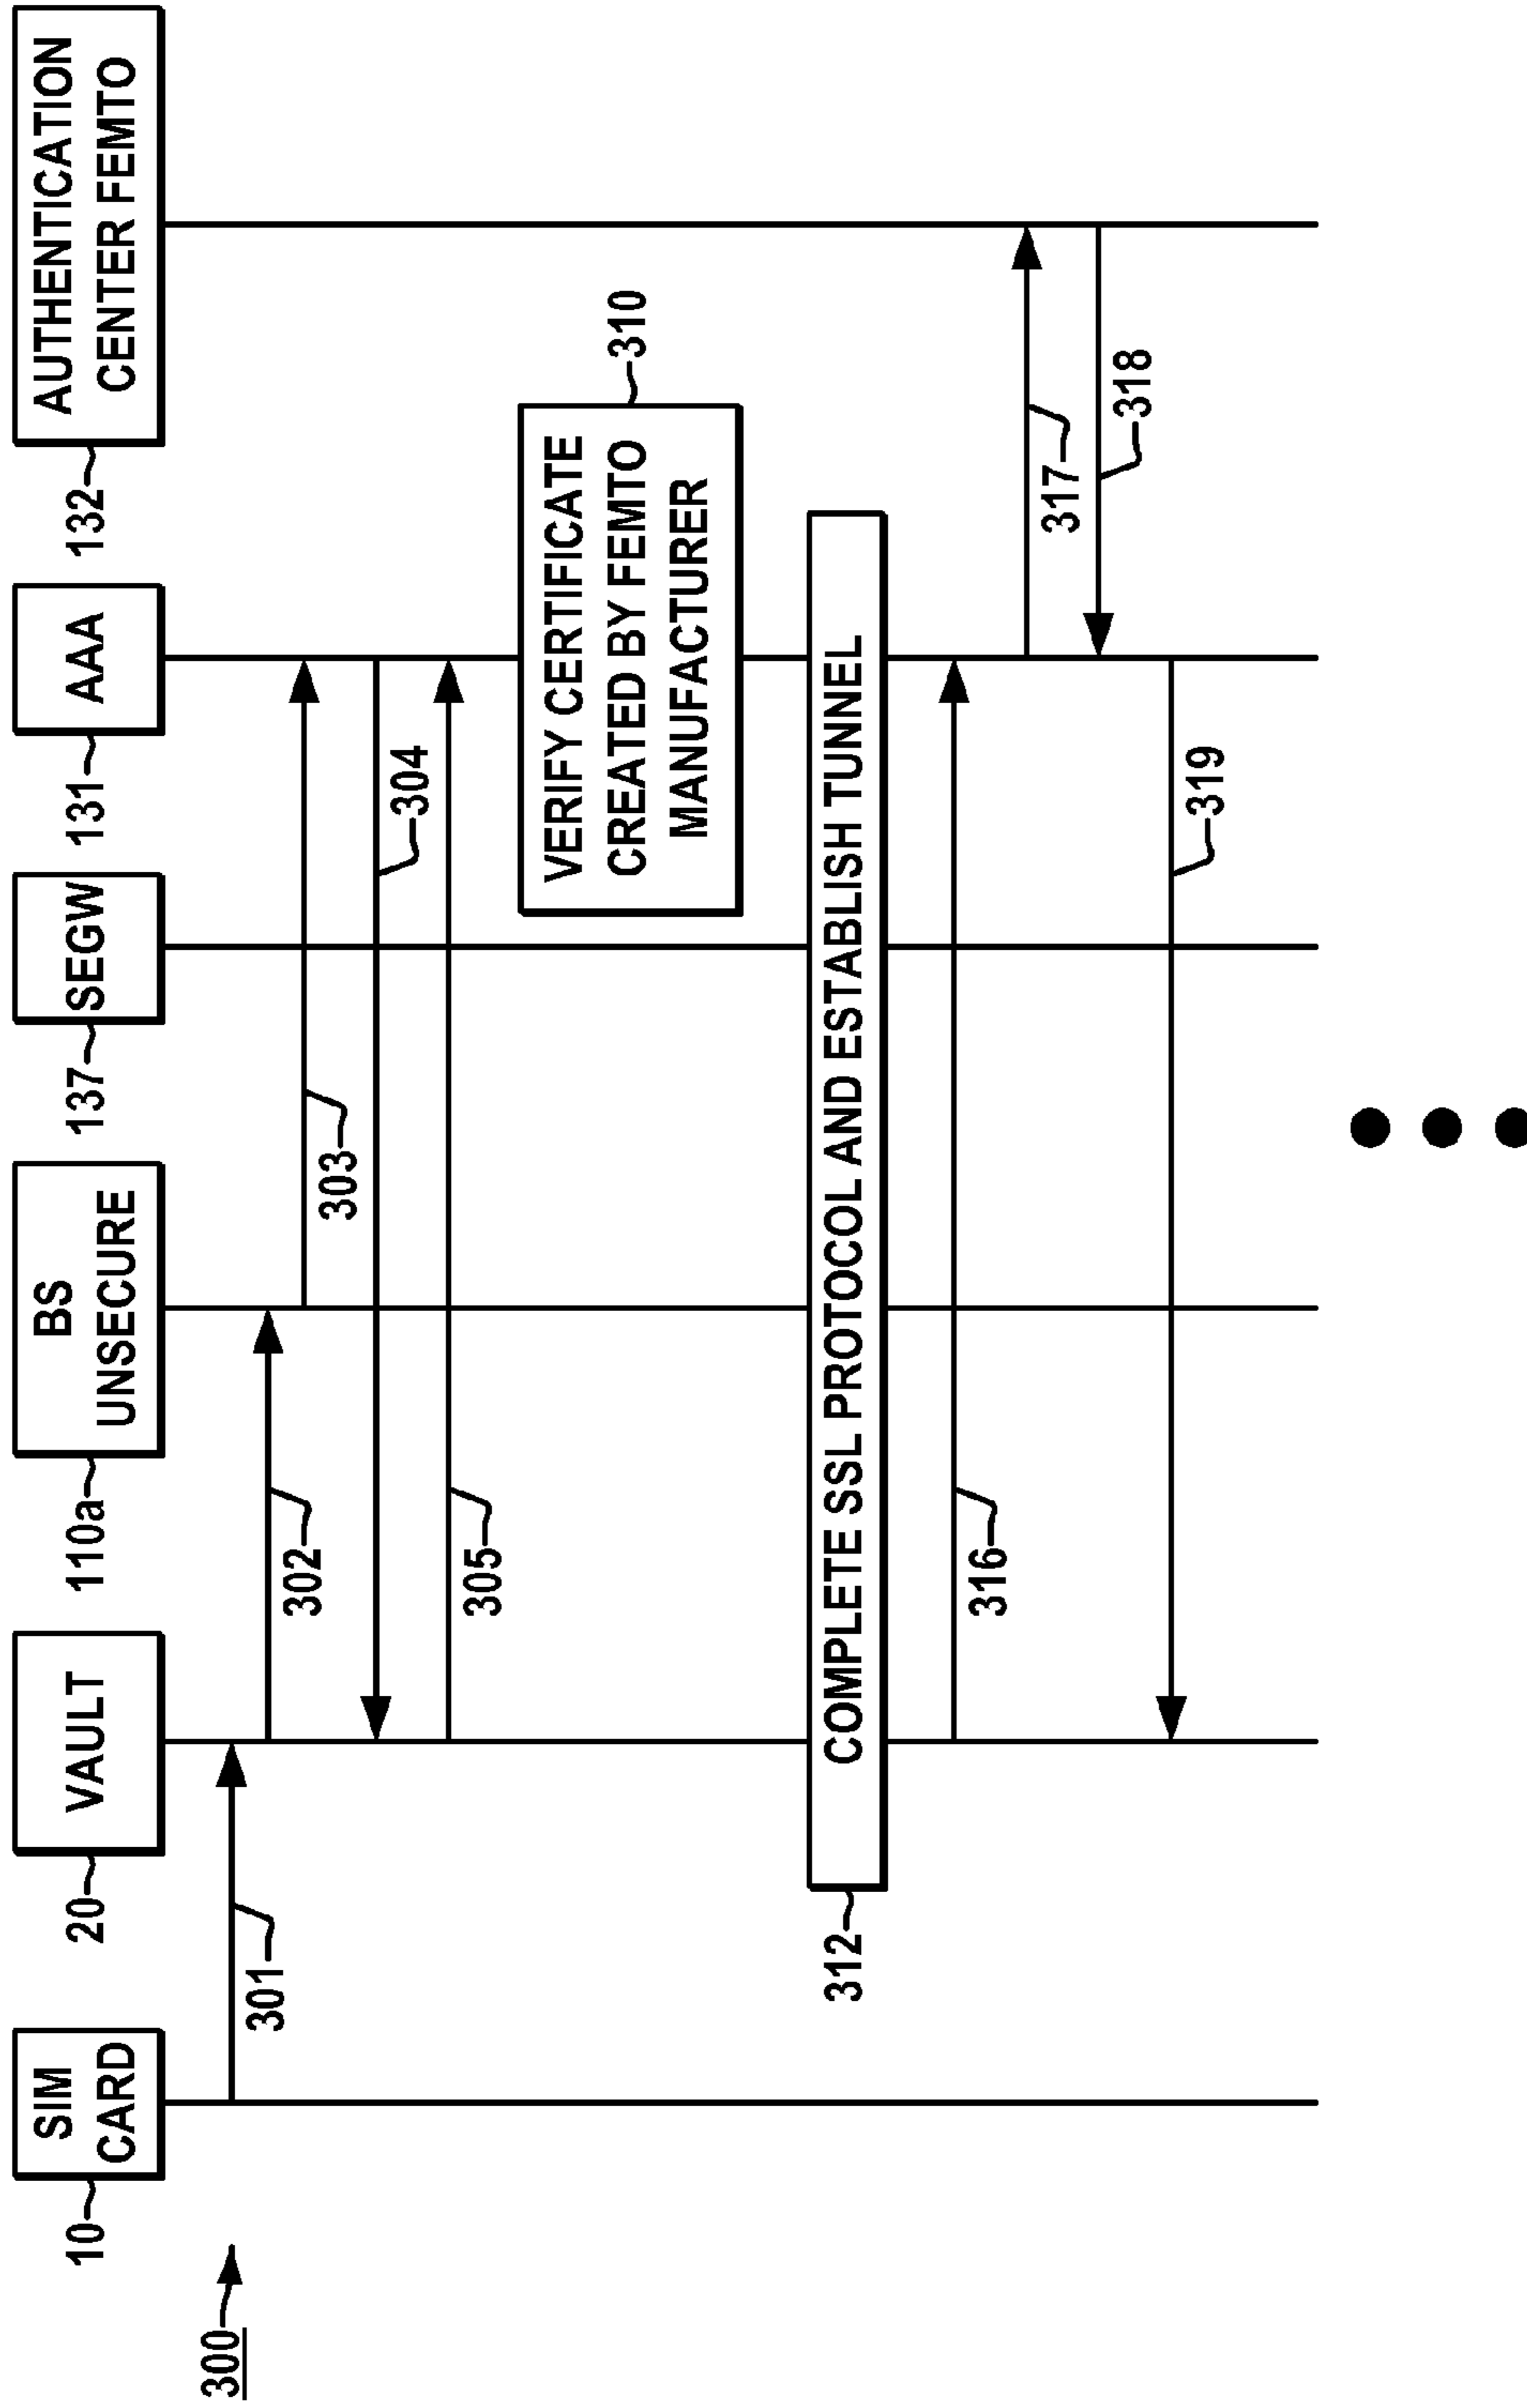 300
10
SIM
CARD
20
VAULT
110a
BS
UNSECURE
137
SEGW
131
AAA
132
AUTHENTICATION
CENTER FEMTO
301
302
303
304
305
310
VERIFY CERTIFICATE
CREATED BY FEMTO
MANUFACTURER
312
COMPLETE SSL PROTOCOL AND ESTABLISH TUNNEL
316
317
318
319